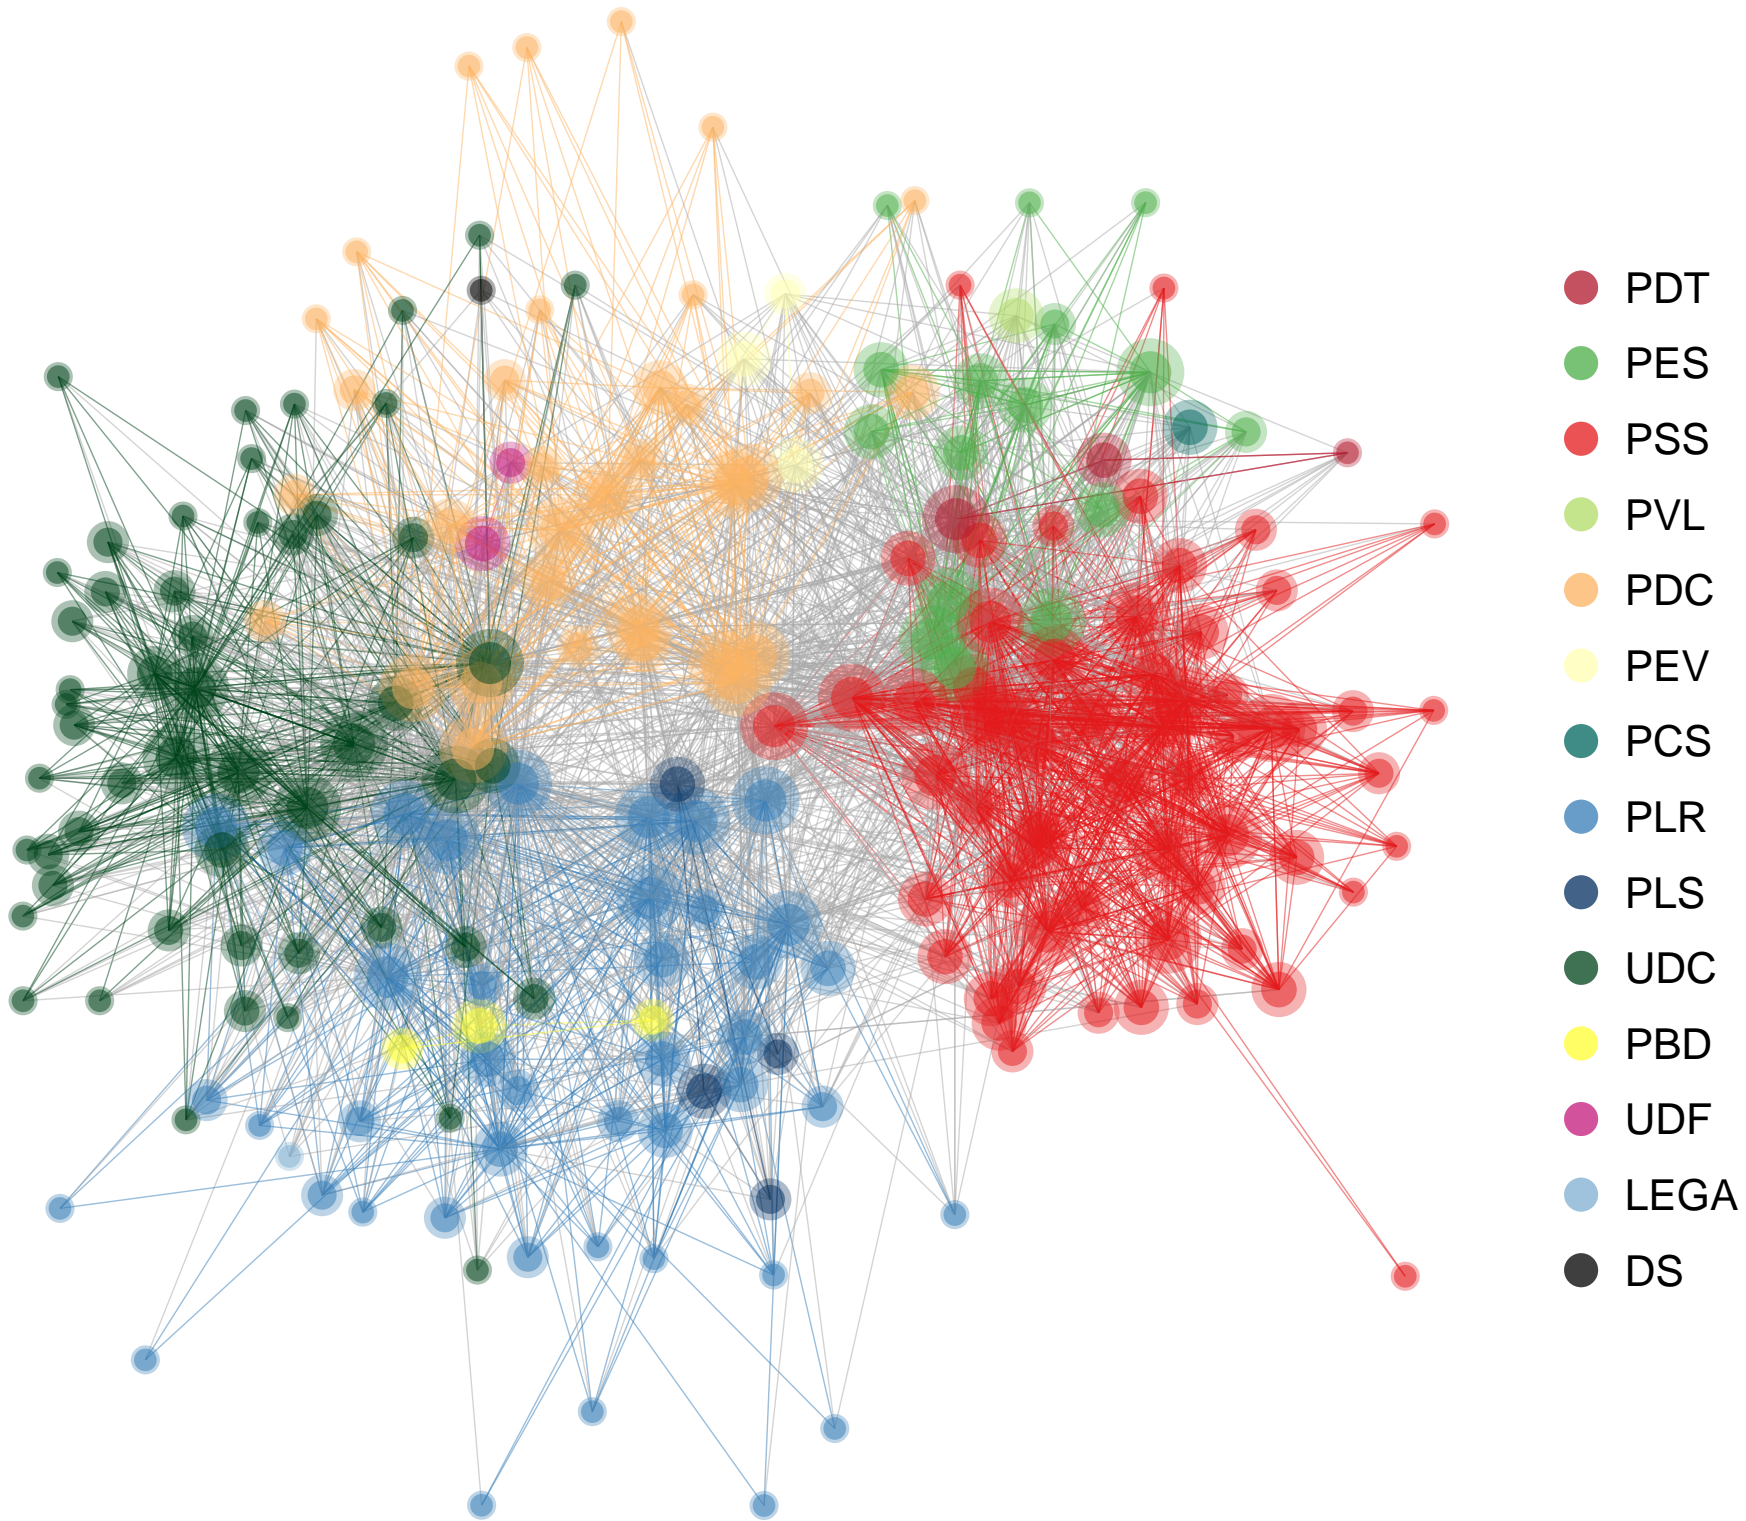 PDT
PES
PSS
PVL
PDC
PEV
PCS
PLR
PLS
UDC
PBD
UDF
LEGA
DS